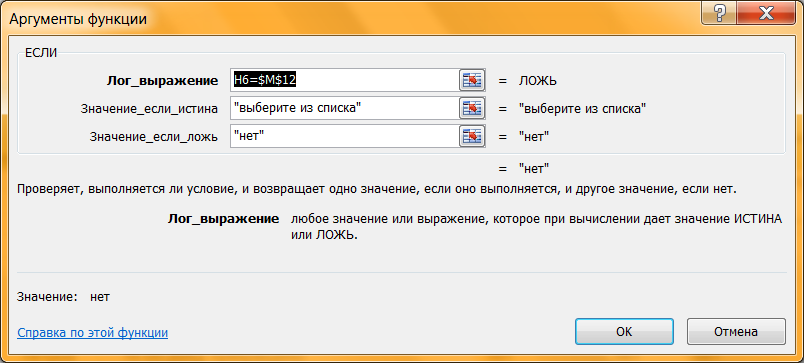 Аргументы функции
ЕСЛИ
Лог_выражение H6=$M$12 = ЛОЖЬ
Значение_если_истина "выберите из списка" = "выберите из списка"
Значение_если_ложь "нет" = "нет"
= "нет"
Проверяет, выполняется ли условие, и возвращает одно значение, если оно выполняется, и другое значение, если нет.
Лог_выражение любое значение или выражение, которое при вычислении дает значение ИСТИНА
или ЛОЖЬ.
Значение: нет
Справка по этой функции
ОК Отмена